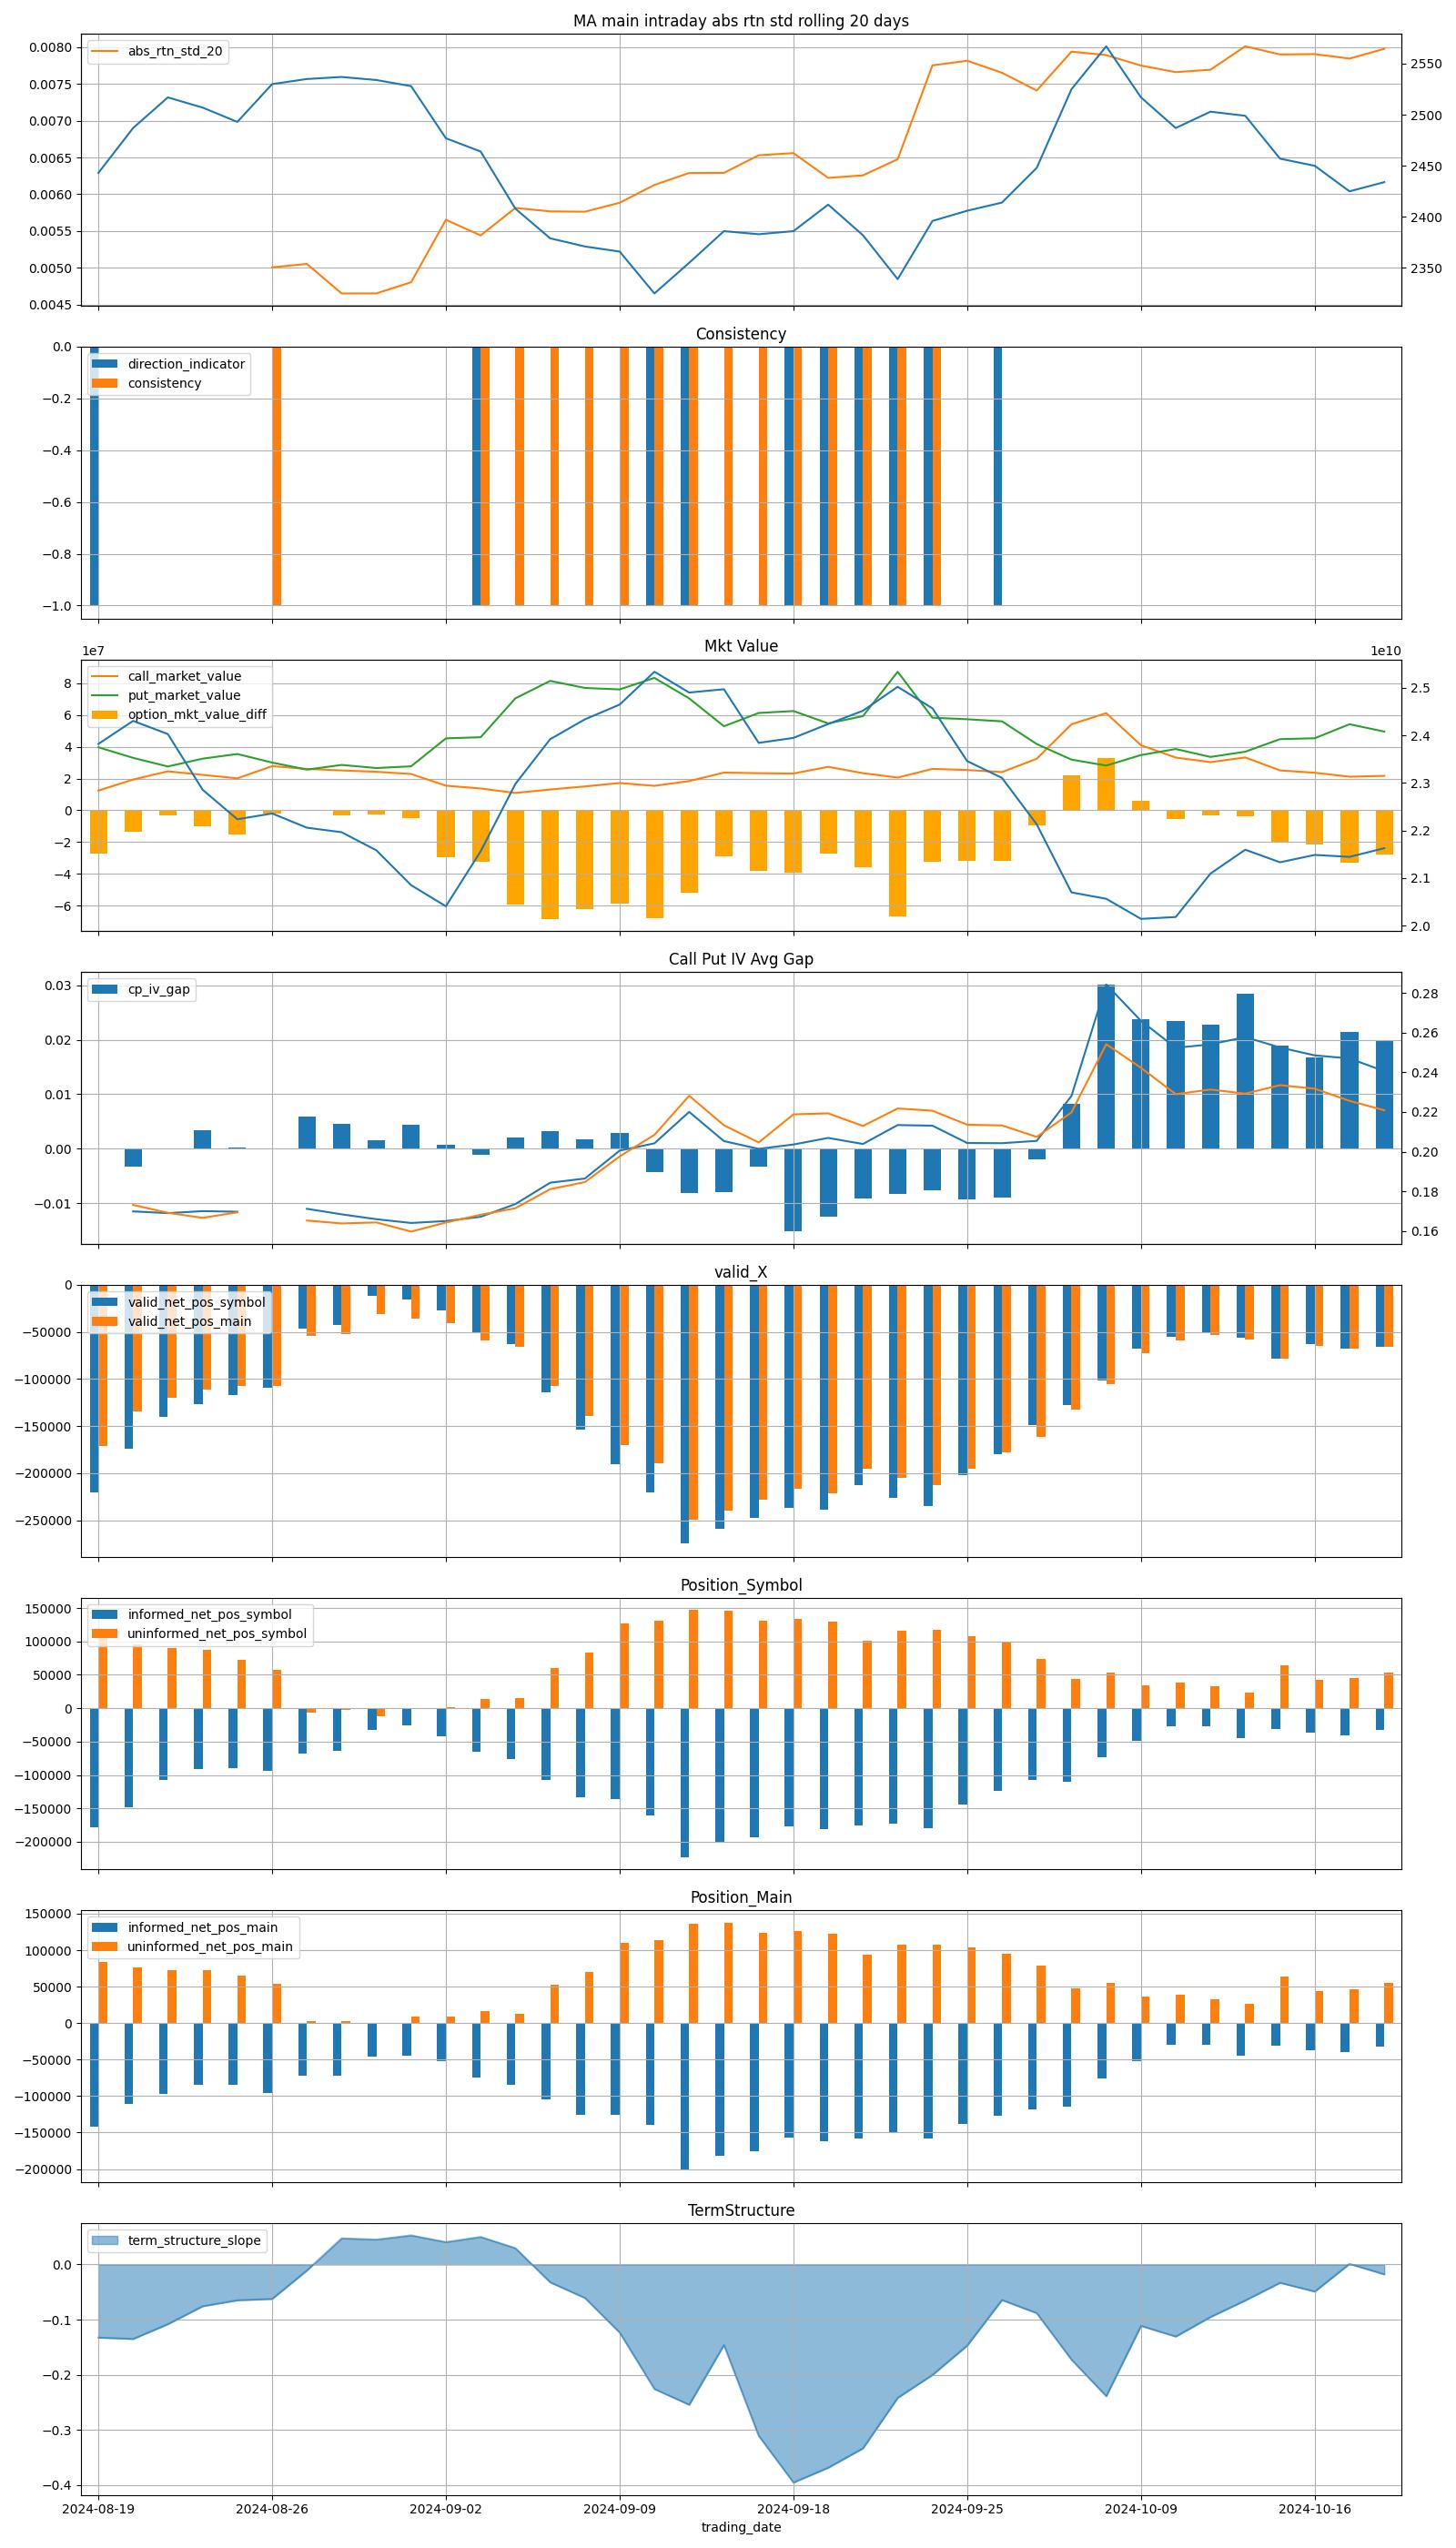 MA main intraday abs rtn std rolling 20 days
abs_rtn_std_20
0.0080
0.0075
0.0070
0.0065
0.0060
0.0055
0.0050
0.0045
2550
2500
2450
2400
2350
Consistency
direction_indicator
consistency
0.0
−0.2
−0.4
−0.6
−0.8
−1.0
Mkt Value
1e7
1e10
call_market_value
put_market_value
option_mkt_value_diff
8
6
4
2
0
−2
−4
−6
2.5
2.4
2.3
2.2
2.1
2.0
Call Put IV Avg Gap
cp_iv_gap
0.03
0.02
0.01
0.00
−0.01
0.28
0.26
0.24
0.22
0.20
0.18
0.16
valid_X
valid_net_pos_symbol
valid_net_pos_main
0
−50000
−100000
−150000
−200000
−250000
Position_Symbol
informed_net_pos_symbol
uninformed_net_pos_symbol
150000
100000
50000
0
−50000
−100000
−150000
−200000
Position_Main
informed_net_pos_main
uninformed_net_pos_main
150000
100000
50000
0
−50000
−100000
−150000
−200000
TermStructure
term_structure_slope
0.0
−0.1
−0.2
−0.3
−0.4
2024-08-19 2024-08-26 2024-09-02 2024-09-09 2024-09-18 2024-09-25 2024-10-09 2024-10-16
trading_date